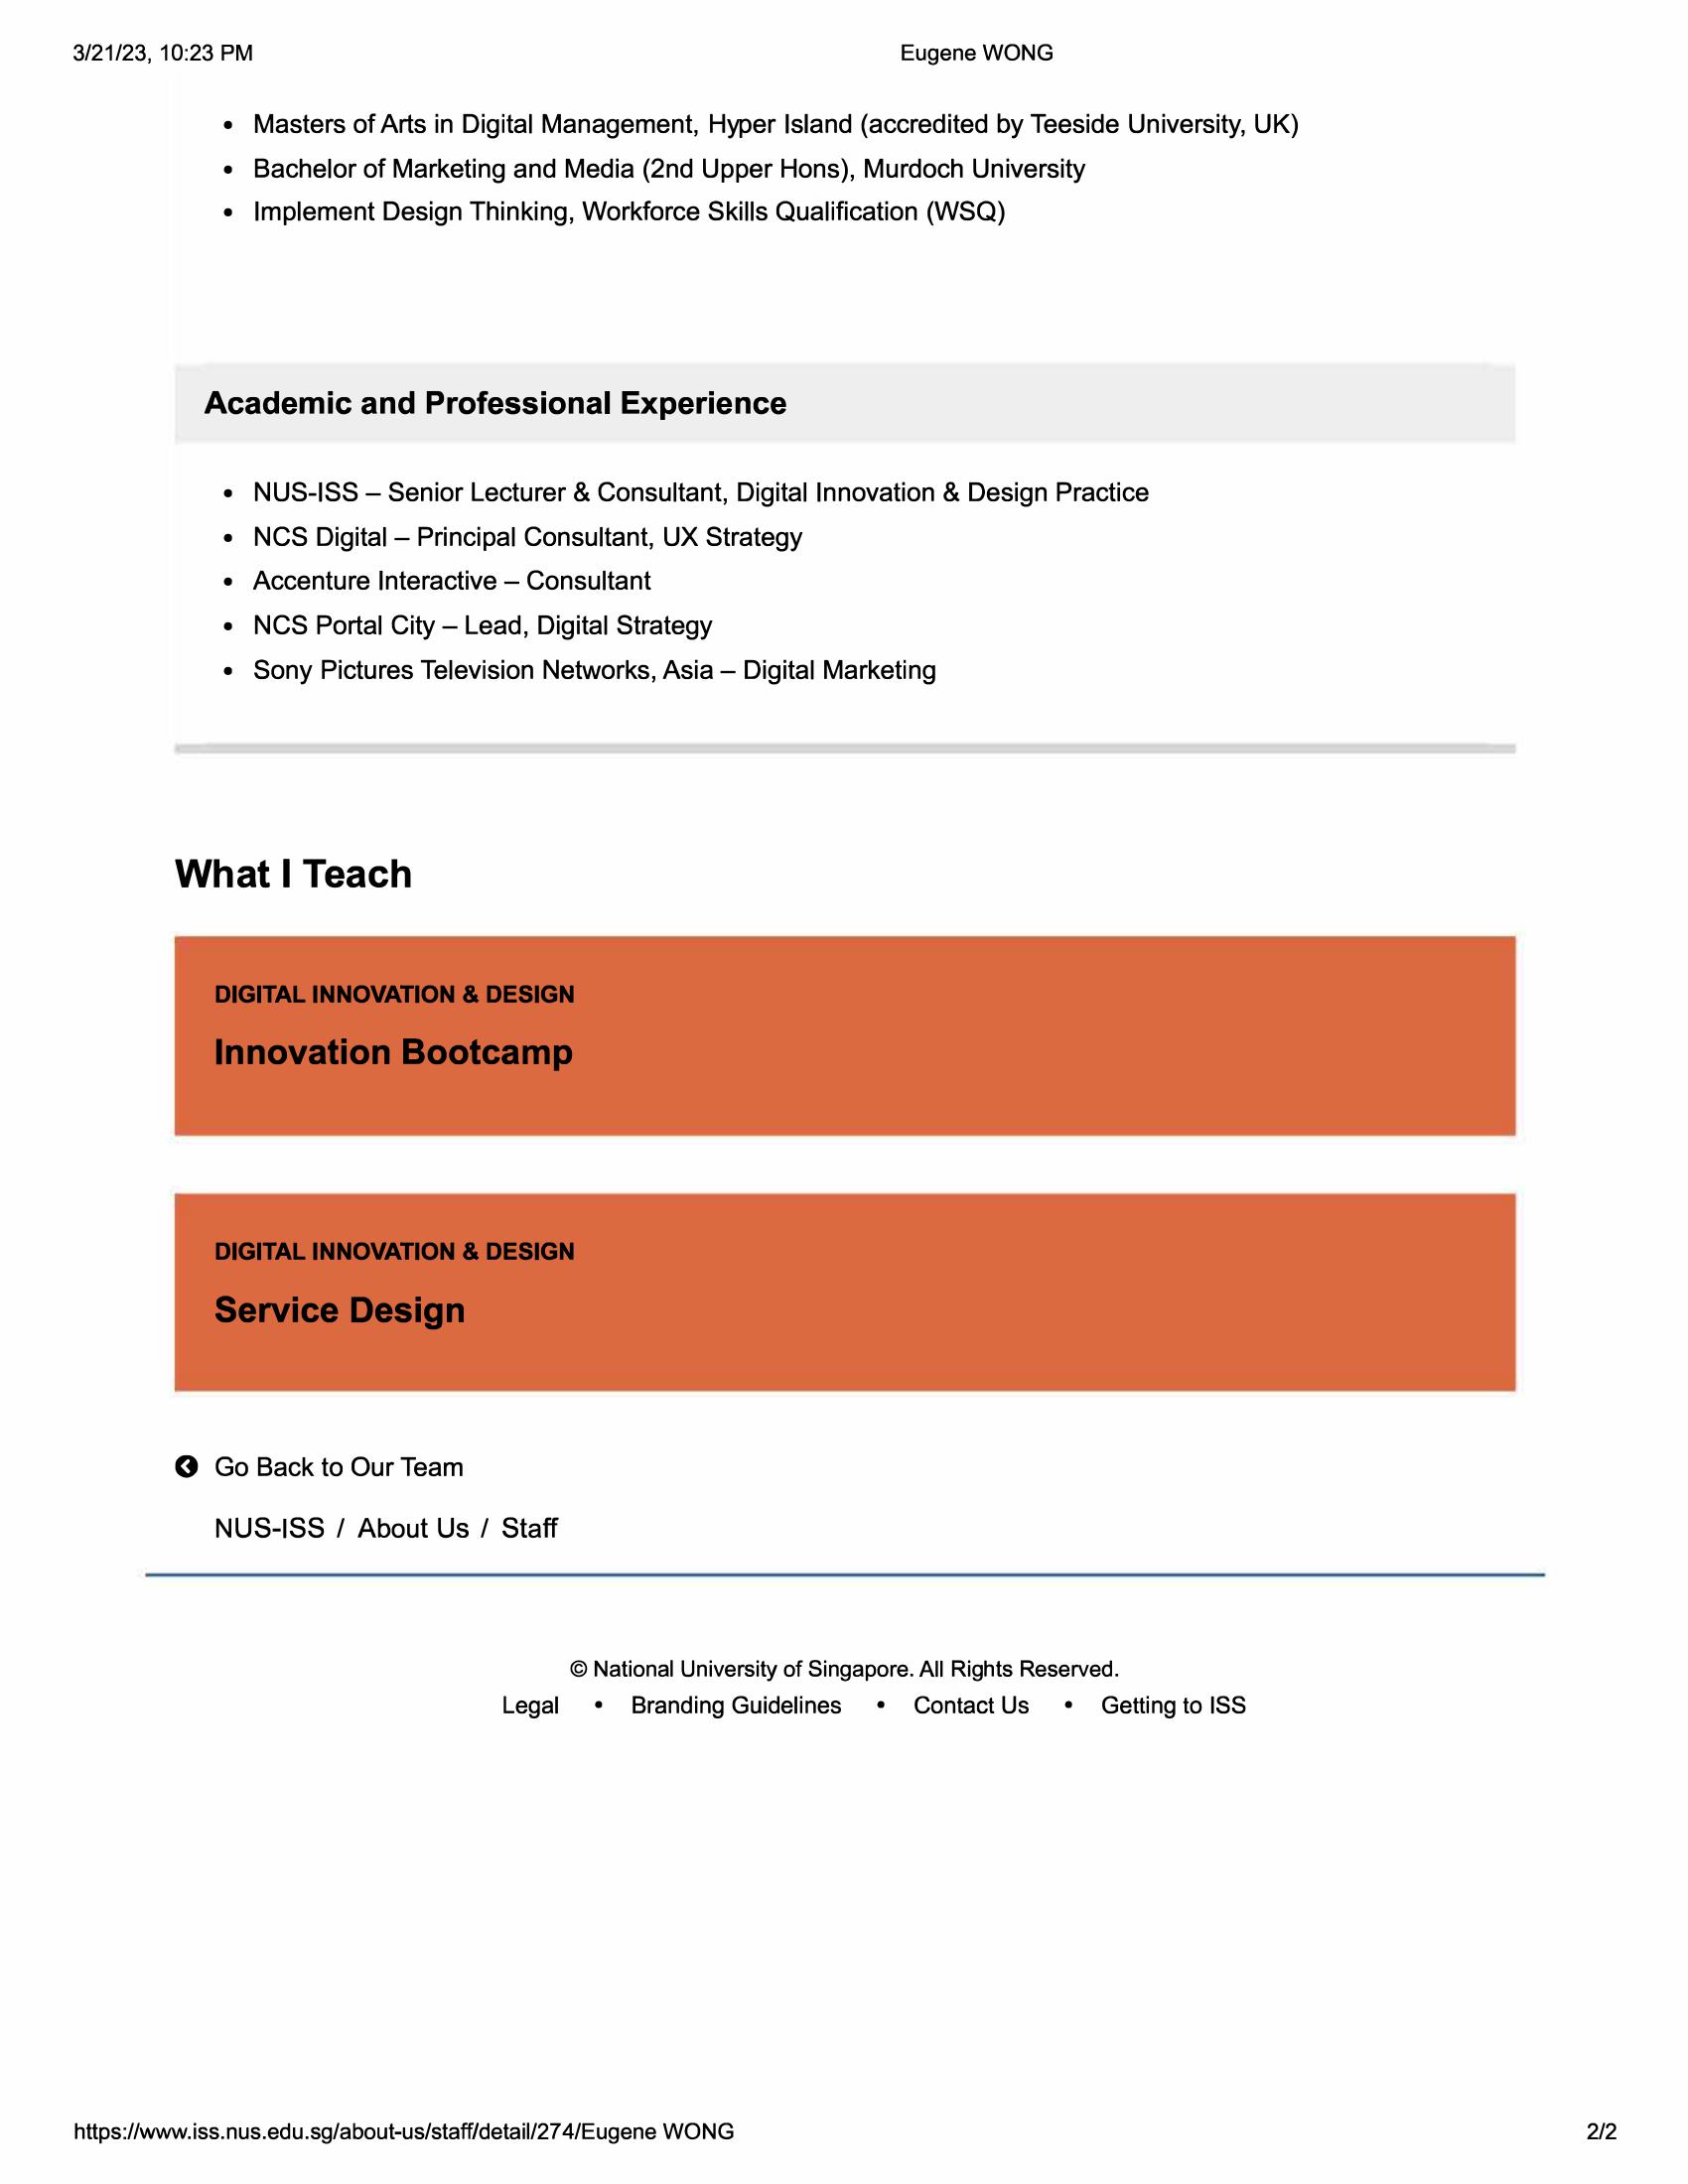 3/21/23, 10:23 PM Eugene WONG
• Masters of Arts in Digital Management, Hyper Island (accredited by Teeside University, UK)
• Bachelor of Marketing and Media (2nd Upper Hons), Murdoch University
• Implement Design Thinking, Workforce Skills Qualification (WSQ)
Academic and Professional Experience
• NUS-ISS – Senior Lecturer & Consultant, Digital Innovation & Design Practice
• NCS Digital – Principal Consultant, UX Strategy
• Accenture Interactive – Consultant
• NCS Portal City – Lead, Digital Strategy
• Sony Pictures Television Networks, Asia – Digital Marketing
What I Teach
DIGITAL INNOVATION & DESIGN
Innovation Bootcamp
DIGITAL INNOVATION & DESIGN
Service Design
Go Back to Our Team
NUS-ISS / About Us / Staff
© National University of Singapore. All Rights Reserved.
Legal • Branding Guidelines • Contact Us • Getting to ISS
https://www.iss.nus.edu.sg/about-us/staff/detail/274/Eugene WONG 2/2